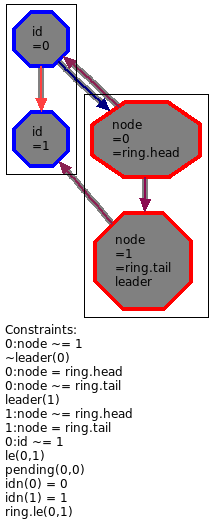 id
=0
node
=0
=ring.head
id
=1
node
=1
=ring.tail
leader
Constraints:
0:node ~= 1
~leader(0)
0:node = ring.head
0:node ~= ring.tail
leader(1)
1:node ~= ring.head
1:node = ring.tail
0:id ~= 1
le(0,1)
pending(0,0)
idn(0) = 0
idn(1) = 1
ring.le(0,1)